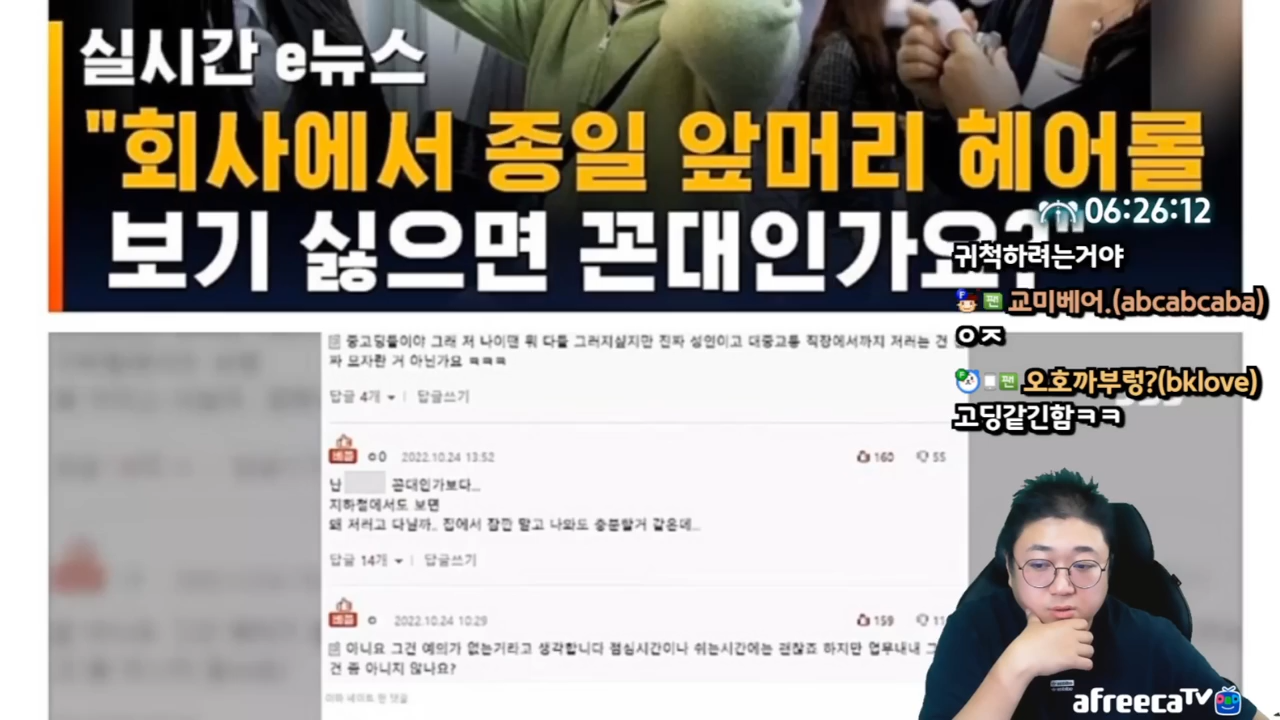 실시간 e뉴스
"회사에서 종일 앞머리 헤어롤
보기 싫으면 꼰대인가요?"
06:26:12
귀척하려는거야
교미베어.(abcabcaba)
ㅇㅈ
오호까부렁?(bklove)
고딩같긴함ㅋㅋ
중고딩들이야 그래 저 나이땐 뭐 다들 그러지싶지만 진짜 성인이고 대중교통 직장에서까지 저러는 건
짜 모자란 거 아닌가요 ㅋㅋㅋ
답글 4개 답글쓰기
베플 2022.10.24 13:52 160 55
난 꼰대인가보다...
지하철에서도 보면
왜 저러고 다닐까.. 집에서 잠깐 말고 나와도 충분할거 같은데...
답글 14개 답글쓰기
베플 2022.10.24 10:29 159
아니요 그건 예의가 없는거라고 생각합니다 점심시간이나 쉬는시간에는 괜찮죠 하지만 업무내내 그
건 좀 아니지 않나요?
afreecaTV